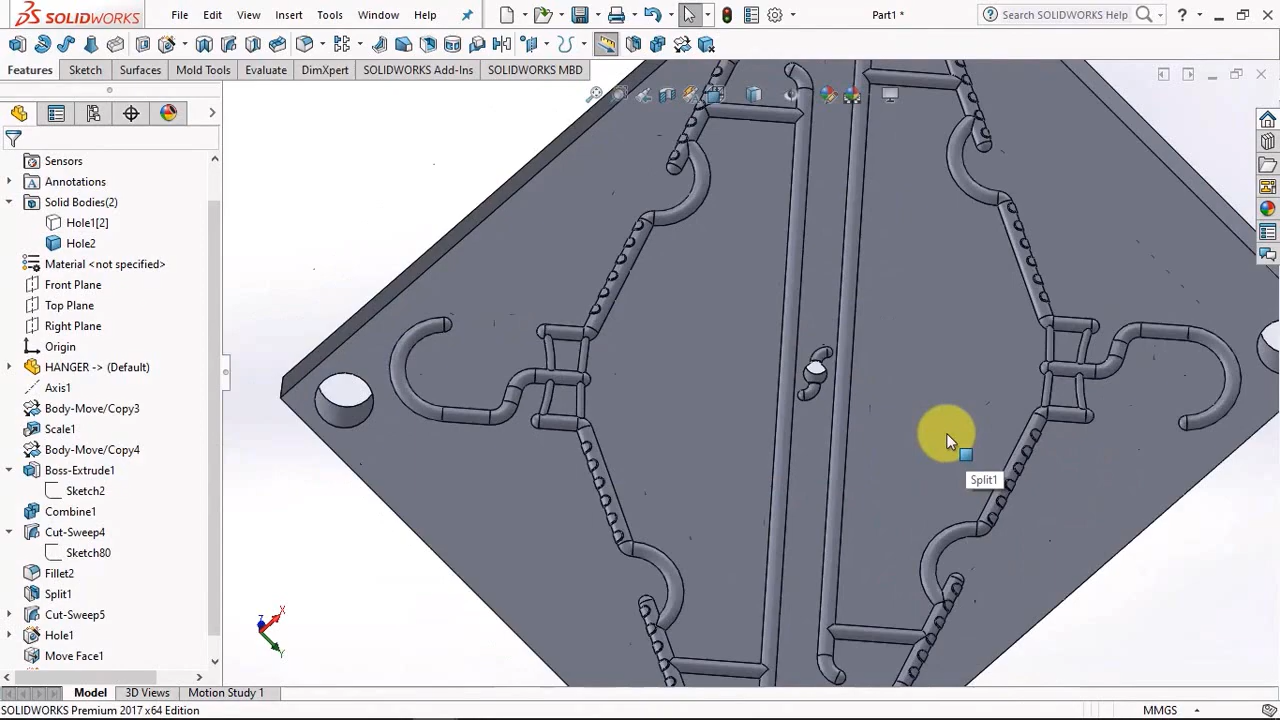 SOLIDWORKS File Edit View Insert Tools Window Help Part1 * Search SOLIDWORKS Help ?
Features Sketch Surfaces Mold Tools Evaluate DimXpert SOLIDWORKS Add-Ins SOLIDWORKS MBD
Sensors
Annotations
Solid Bodies(2)
Hole1[2]
Hole2
Material <not specified>
Front Plane
Top Plane
Right Plane
Origin
HANGER -> (Default)
Axis1
Body-Move/Copy3
Scale1
Body-Move/Copy4
Boss-Extrude1
Sketch2
Combine1
Cut-Sweep4
Sketch80
Fillet2
Split1
Cut-Sweep5
Hole1
Move Face1
Split1
X
Y
Z
Model 3D Views Motion Study 1
SOLIDWORKS Premium 2017 x64 Edition MMGS